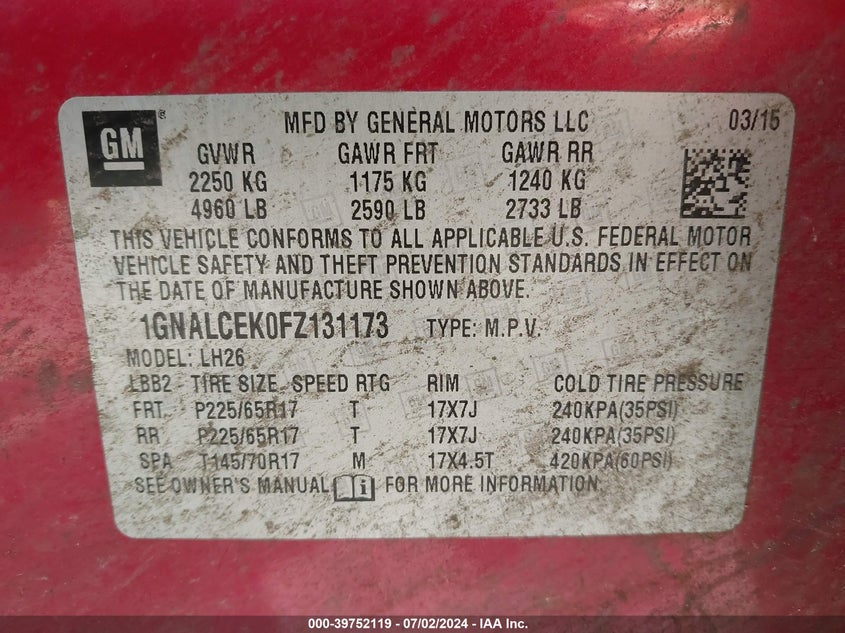 GM ® MFD BY GENERAL MOTORS LLC 03/15
GVWR GAWR FRT GAWR RR
2250 KG 1175 KG 1240 KG
4960 LB 2590 LB 2733 LB
THIS VEHICLE CONFORMS TO ALL APPLICABLE U.S. FEDERAL MOTOR
VEHICLE SAFETY AND THEFT PREVENTION STANDARDS IN EFFECT ON
THE DATE OF MANUFACTURE SHOWN ABOVE.
1GNALCEK0FZ131173 TYPE: M.P.V.
MODEL: LH26
LBB2 TIRE SIZE SPEED RTG RIM COLD TIRE PRESSURE
FRT P225/65R17 T 17X7J 240KPA(35PSI)
RR P225/65R17 T 17X7J 240KPA(35PSI)
SPA T145/70R17 M 17X4.5T 420KPA(60PSI)
SEE OWNER'S MANUAL i FOR MORE INFORMATION
000-39752119 - 07/02/2024 - IAA Inc.